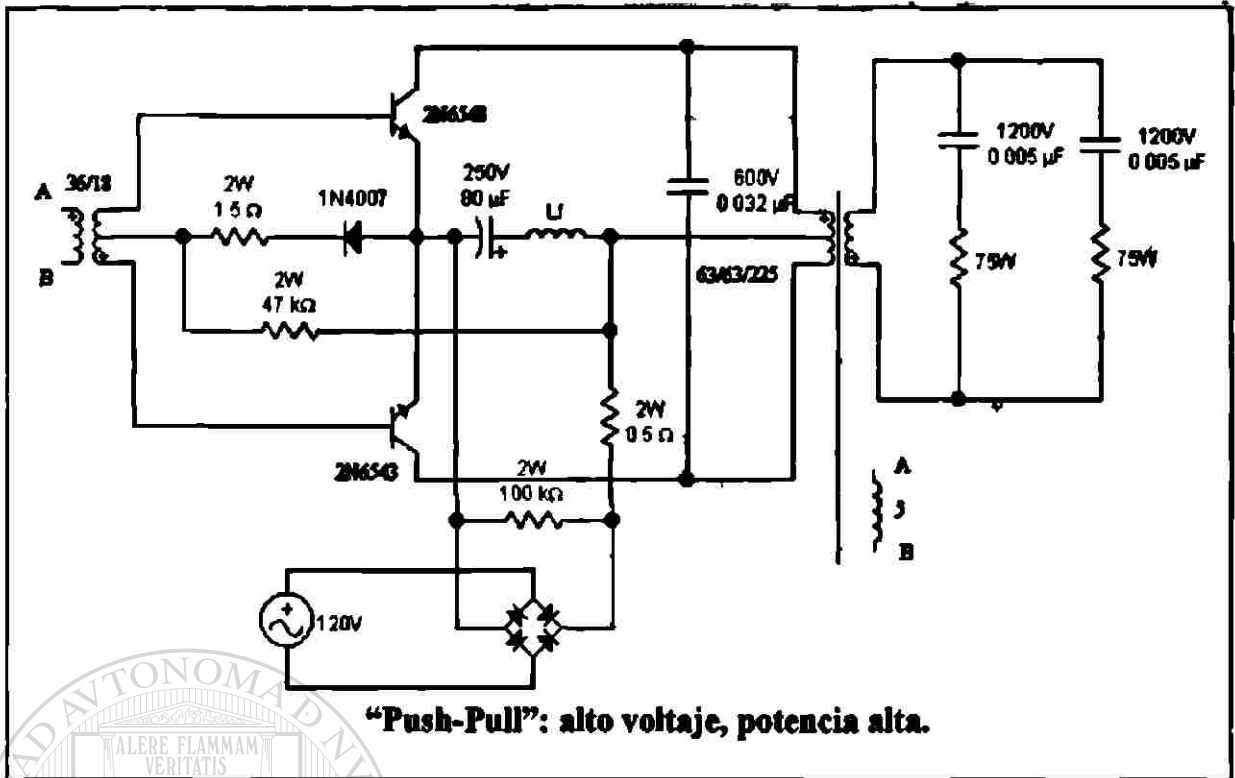 A
36/18
B
2W
1 5 Ω
1N4007
250V
80 µF
Lf
600V
0 032 µF
63/63/225
1200V
0 005 µF
1200V
0 005 µF
75W
75W
2W
47 kΩ
2W
0 5 Ω
2N6543
2W
100 kΩ
A
3
B
120V
“Push-Pull”: alto voltaje, potencia alta.
ALERE FLAMMAM
VERITATIS